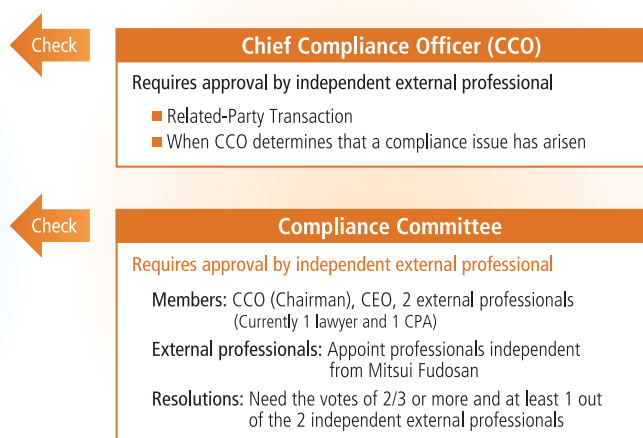 Check
Chief Compliance Officer (CCO)
Requires approval by independent external professional
Related-Party Transaction
When CCO determines that a compliance issue has arisen
Check
Compliance Committee
Requires approval by independent external professional
Members: CCO (Chairman), CEO, 2 external professionals
(Currently 1 lawyer and 1 CPA)
External professionals: Appoint professionals independent
from Mitsui Fudosan
Resolutions: Need the votes of 2/3 or more and at least 1 out
of the 2 independent external professionals